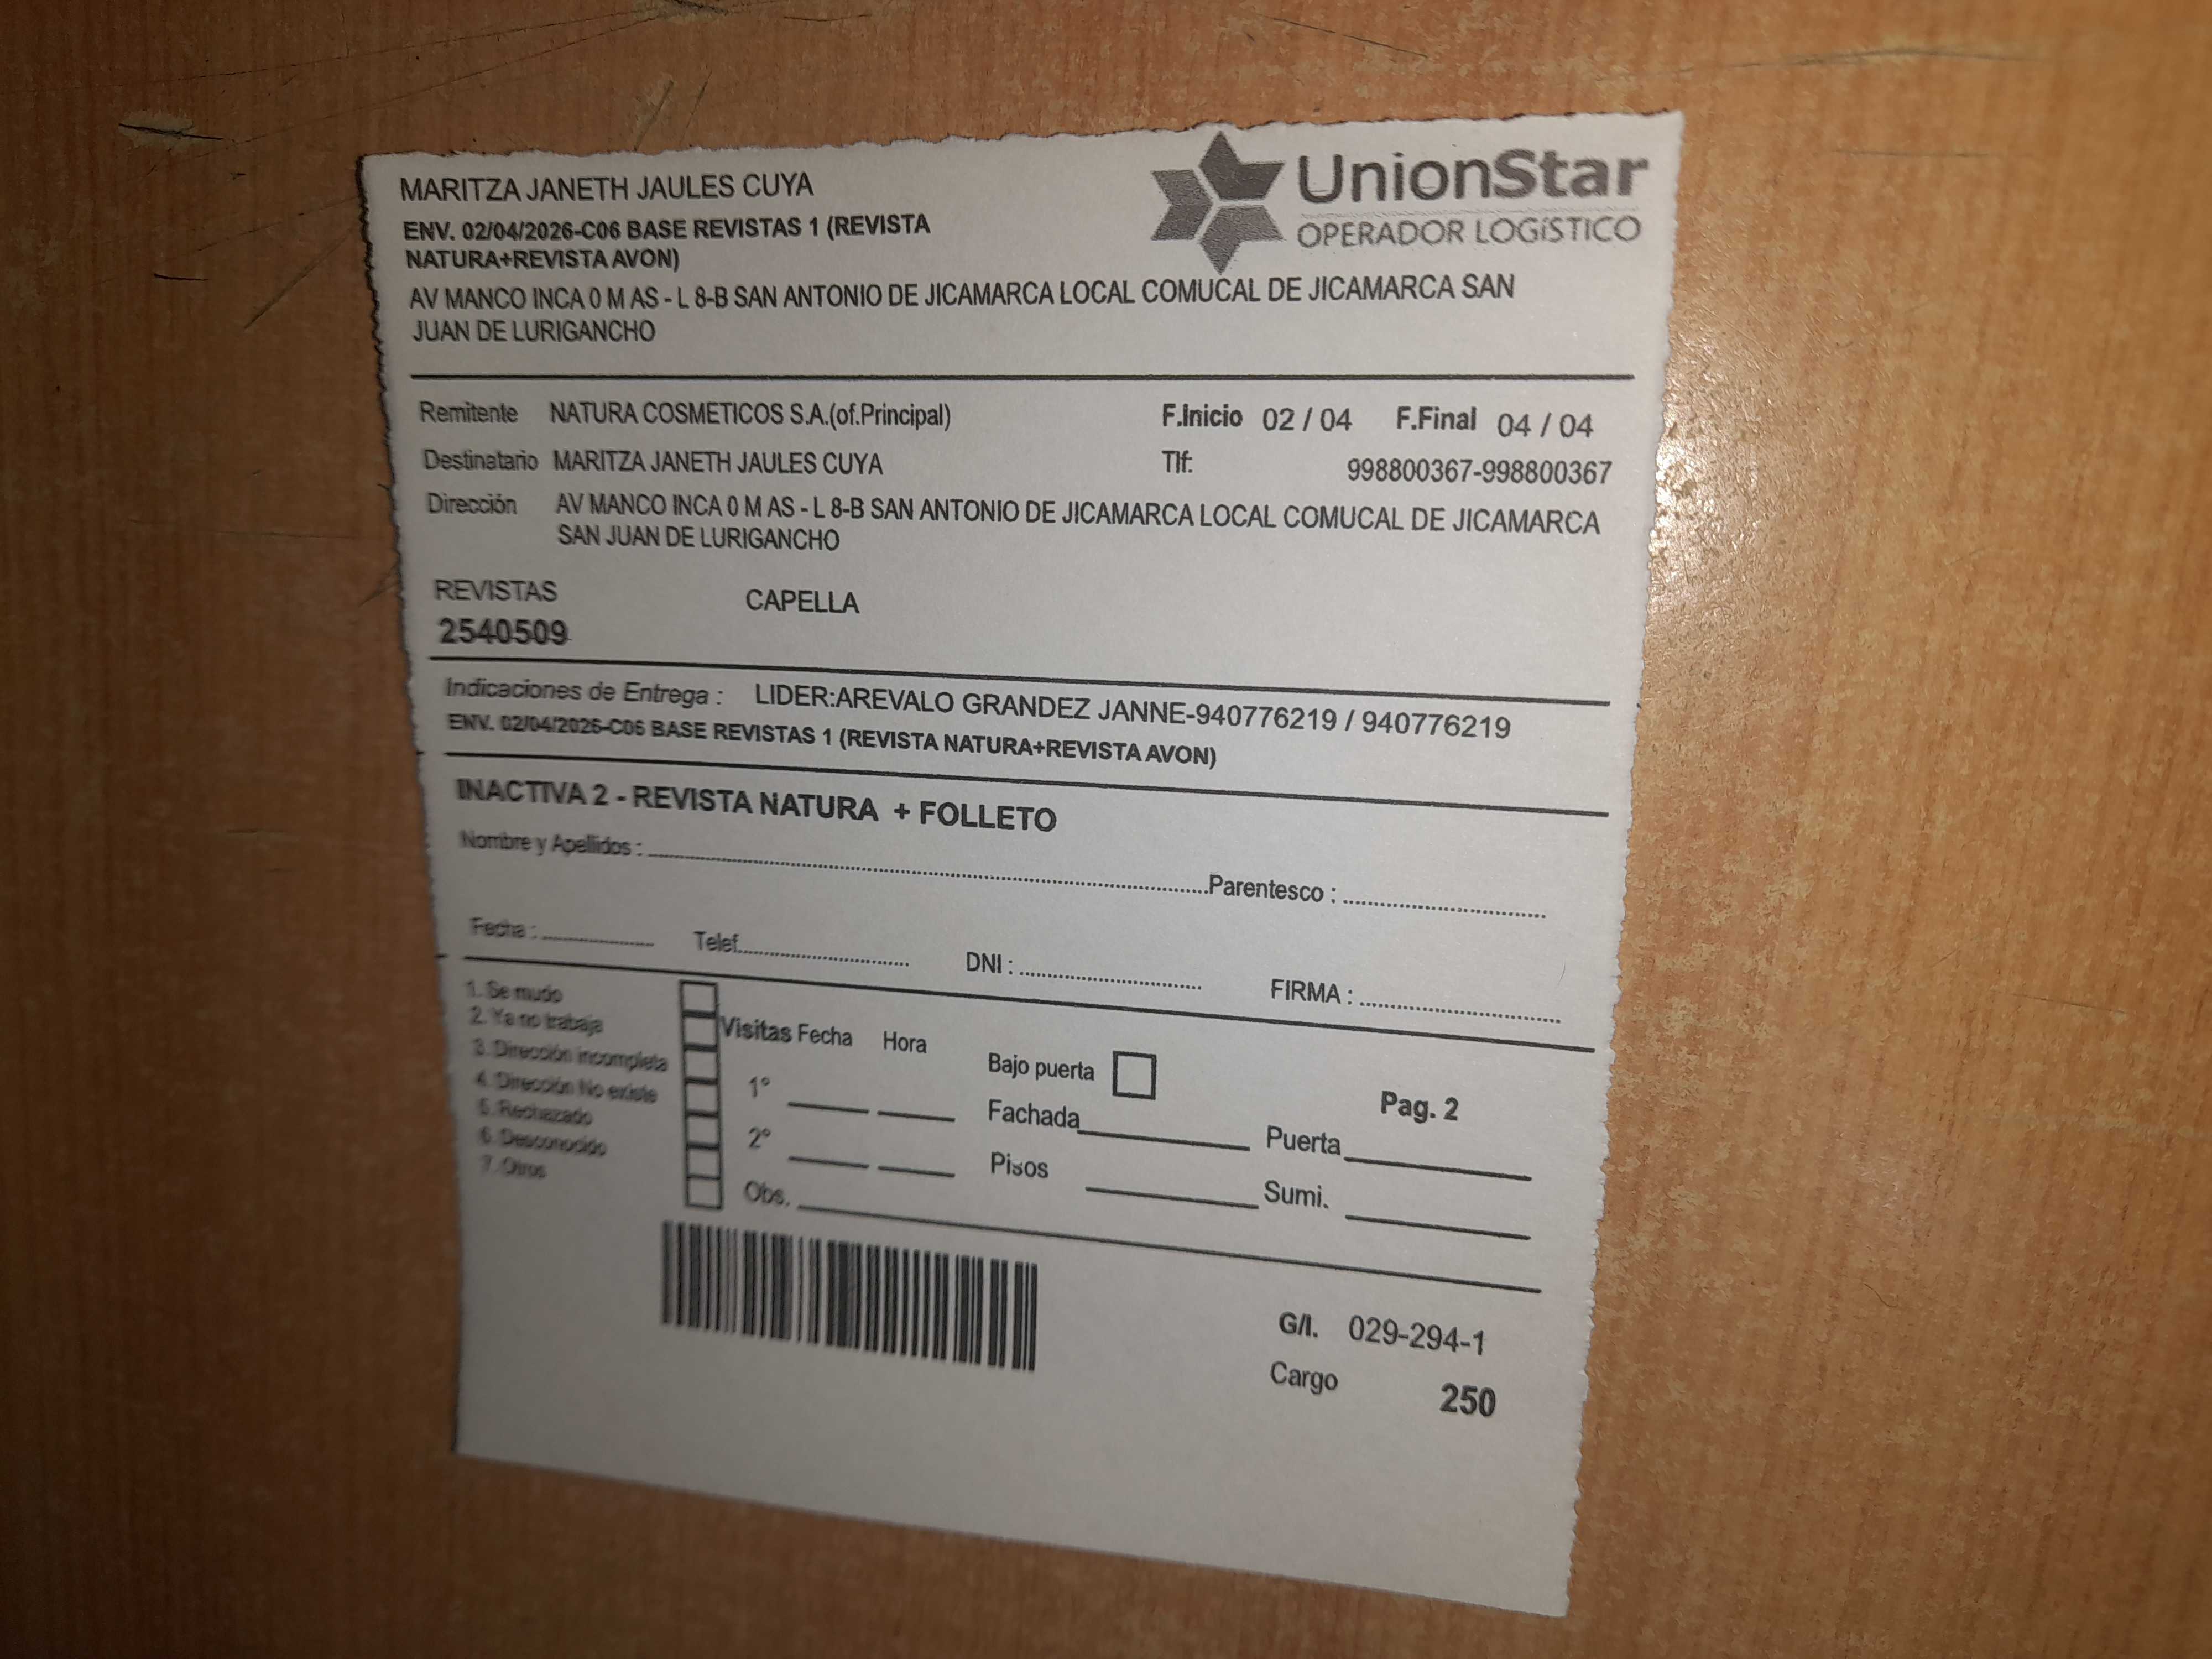 MARITZA JANETH JAULES CUYA
UnionStar
OPERADOR LOGÍSTICO
ENV. 02/04/2026-C06 BASE REVISTAS 1 (REVISTA
NATURA+REVISTA AVON)
AV MANCO INCA 0 M AS - L 8-B SAN ANTONIO DE JICAMARCA LOCAL COMUCAL DE JICAMARCA SAN
JUAN DE LURIGANCHO
Remitente NATURA COSMETICOS S.A.(of.Principal) F.Inicio 02 / 04 F.Final 04 / 04
Destinatario MARITZA JANETH JAULES CUYA Tlf: 998800367-998800367
Dirección AV MANCO INCA 0 M AS - L 8-B SAN ANTONIO DE JICAMARCA LOCAL COMUCAL DE JICAMARCA
SAN JUAN DE LURIGANCHO
REVISTAS CAPELLA
2540509
Indicaciones de Entrega : LIDER:AREVALO GRANDEZ JANNE-940776219 / 940776219
ENV. 02/04/2026-C06 BASE REVISTAS 1 (REVISTA NATURA+REVISTA AVON)
INACTIVA 2 - REVISTA NATURA + FOLLETO
Nombre y Apellidos : Parentesco :
Fecha : Telef. DNI : FIRMA :
1. Se mudo
2. Ya no trabaja
3. Dirección incompleta
4. Dirección No existe
5. Rechazado
6. Desconocido
7. Otros
Visitas Fecha Hora
1°
2°
Obs.
Bajo puerta
Fachada Puerta
Pisos Sumi.
Pag. 2
G/I. 029-294-1
Cargo 250